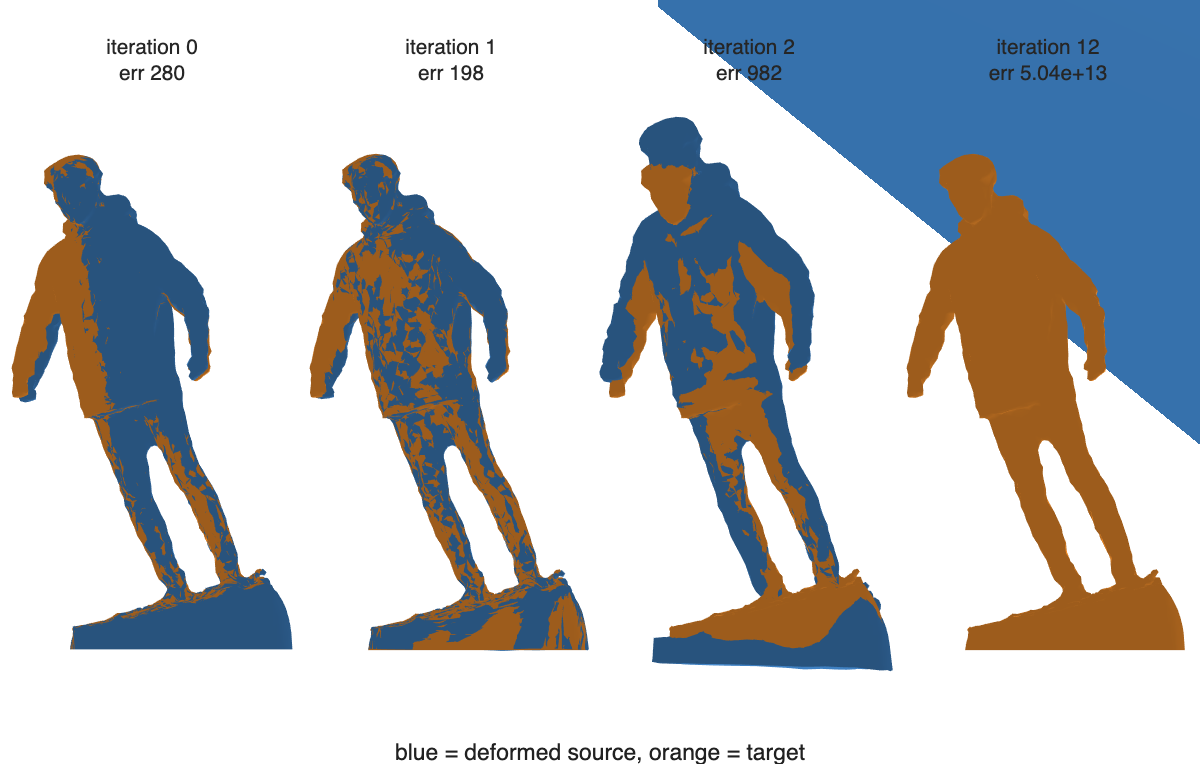 iteration 0
err 280
iteration 1
err 198
iteration 2
err 982
iteration 12
err 5.04e+13
blue = deformed source, orange = target